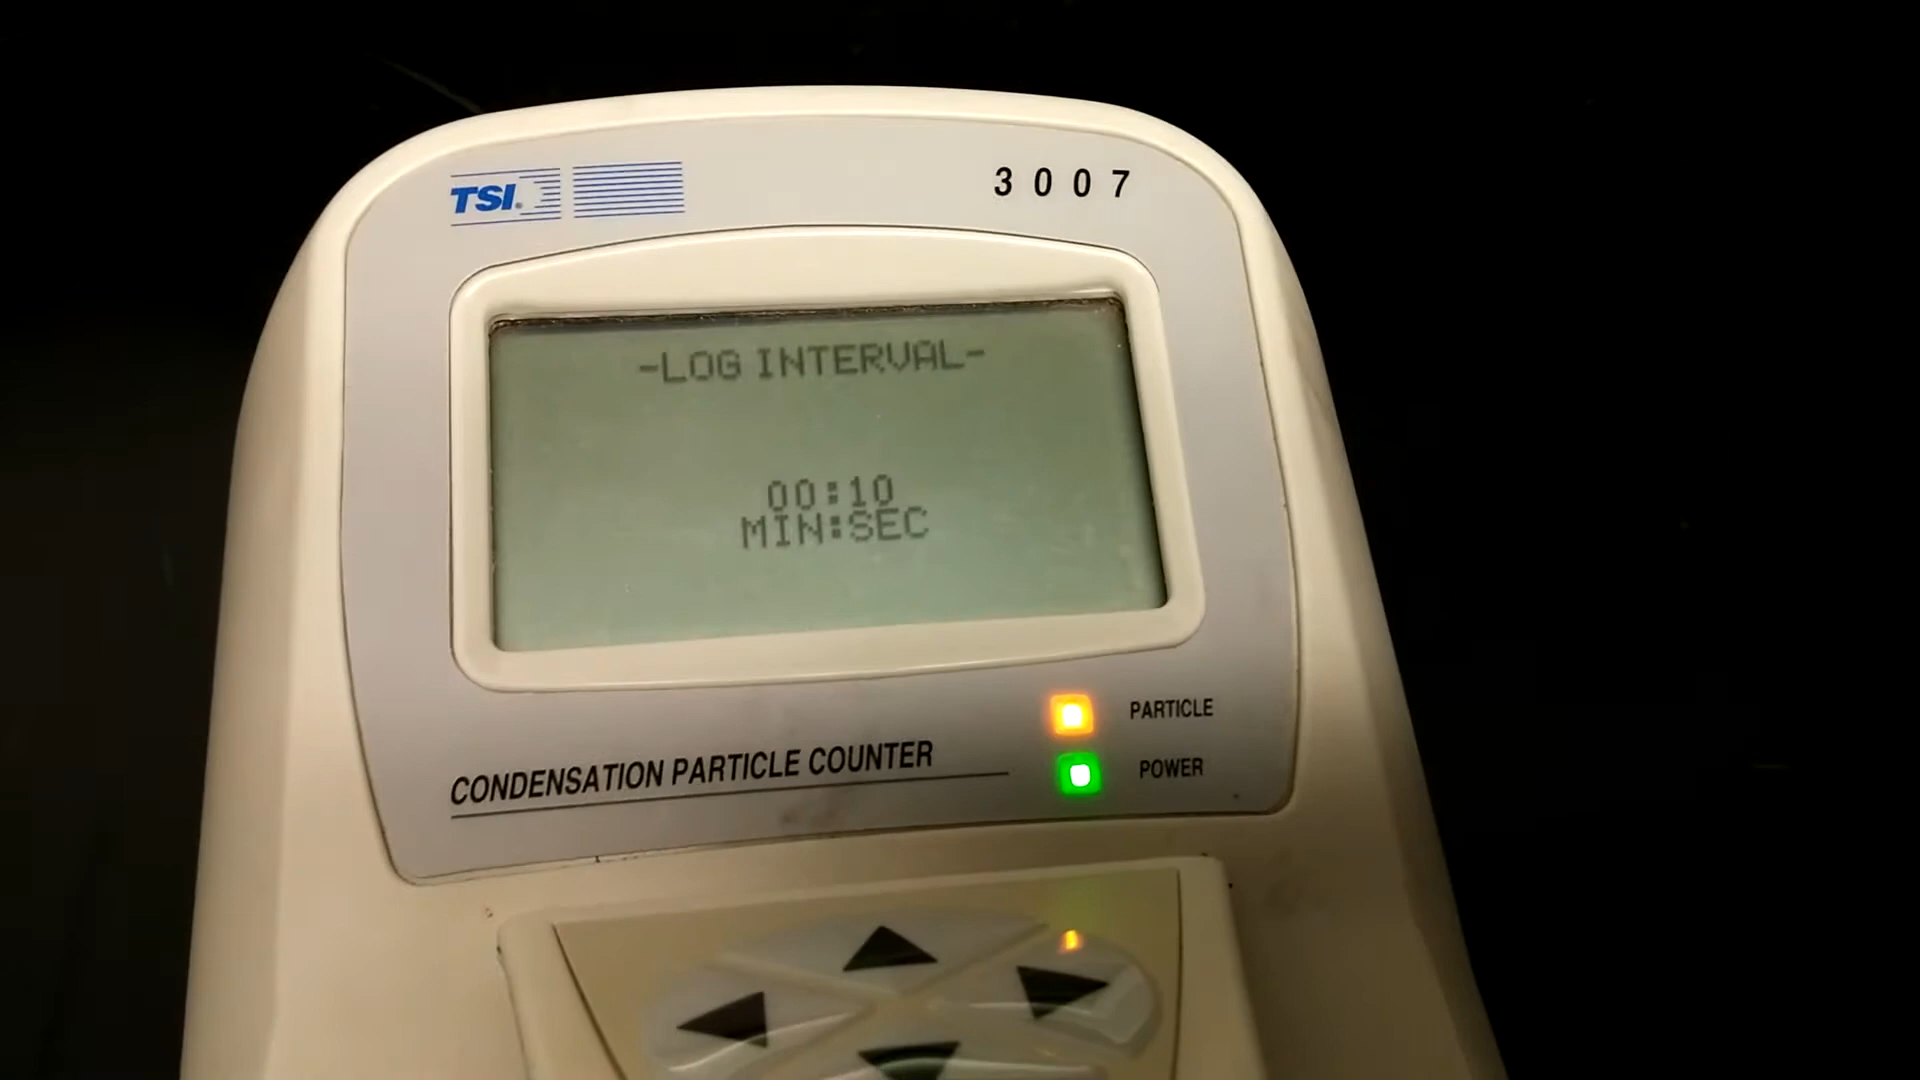 TSI®
3007
-LOG INTERVAL-
00:10
MIN:SEC
PARTICLE
CONDENSATION PARTICLE COUNTER
POWER